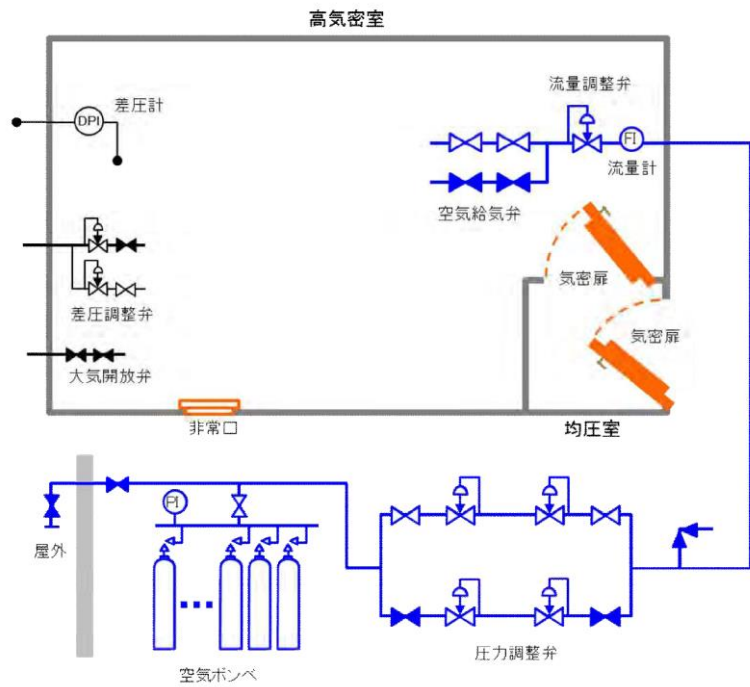 高気密室
差圧計
DPI
流量調整弁
FI
流量計
空気給気弁
気密扉
差圧調整弁
気密扉
大気開放弁
非常口
均圧室
PI
屋外
圧力調整弁
空気ボンベ